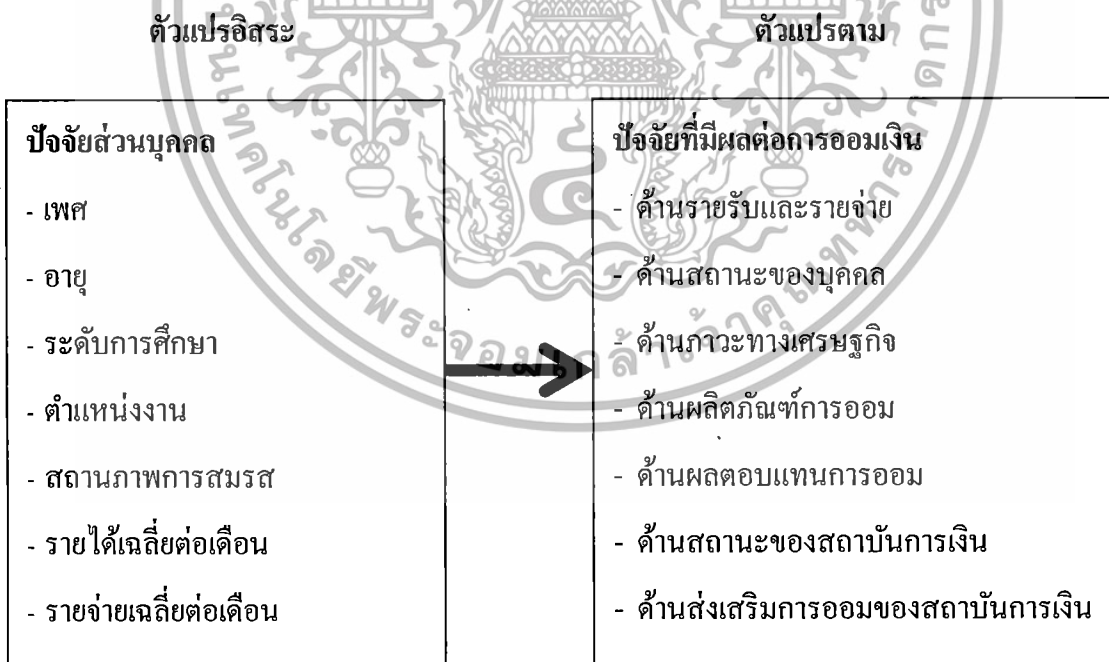 ตัวแปรอิสระ
ตัวแปรตาม
ปัจจัยส่วนบุคคล
- เพศ
- อายุ
- ระดับการศึกษา
- ตำแหน่งงาน
- สถานภาพการสมรส
- รายได้เฉลี่ยต่อเดือน
- รายจ่ายเฉลี่ยต่อเดือน
ปัจจัยที่มีผลต่อการออมเงิน
- ด้านรายรับและรายจ่าย
- ด้านสถานะของบุคคล
- ด้านภาวะทางเศรษฐกิจ
- ด้านผลิตภัณฑ์การออม
- ด้านผลตอบแทนการออม
- ด้านสถานะของสถาบันการเงิน
- ด้านส่งเสริมการออมของสถาบันการเงิน